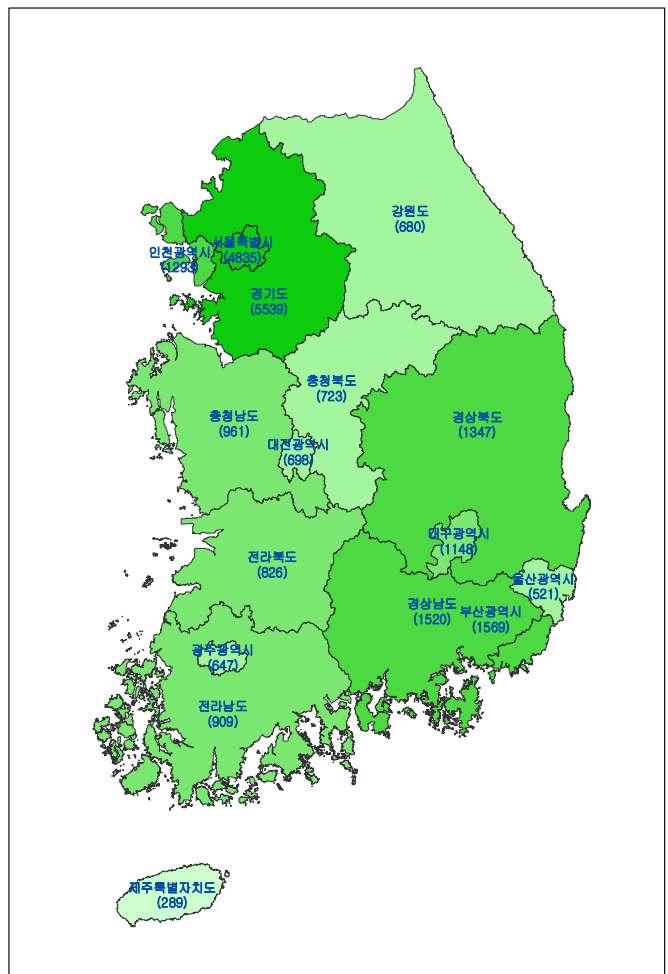 강원도
(680)
서울특별시
(4835)
인천광역시
(1293)
경기도
(5539)
충청북도
(723)
충청남도
(961)
경상북도
(1347)
대전광역시
(698)
대구광역시
(1148)
전라북도
(826)
울산광역시
(521)
경상남도
(1520)
부산광역시
(1569)
광주광역시
(647)
전라남도
(909)
제주특별자치도
(289)